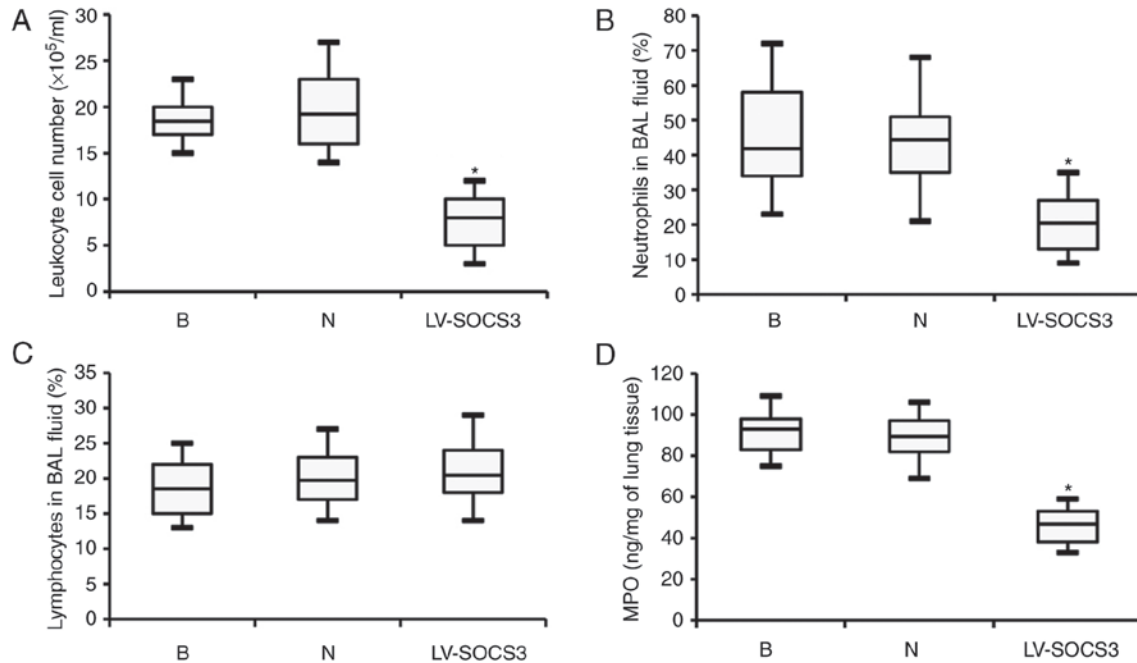 A
Leukocyte cell number (×10⁵/ml)
30
25
20
15
10
5
0
*
B
N
LV-SOCS3
B
Neutrophils in BAL fluid (%)
80
70
60
50
40
30
20
10
0
*
B
N
LV-SOCS3
C
Lymphocytes in BAL fluid (%)
35
30
25
20
15
10
5
0
B
N
LV-SOCS3
D
MPO (ng/mg of lung tissue)
120
100
80
60
40
20
0
*
B
N
LV-SOCS3